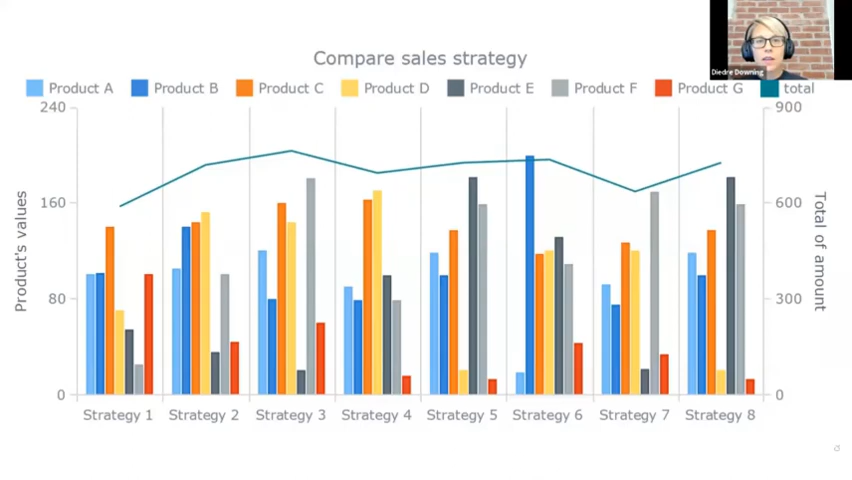 Diedre Downing
Compare sales strategy
Product A Product B Product C Product D Product E Product F Product G total
240
160
80
0
Product's values
900
600
300
0
Total of amount
Strategy 1 Strategy 2 Strategy 3 Strategy 4 Strategy 5 Strategy 6 Strategy 7 Strategy 8